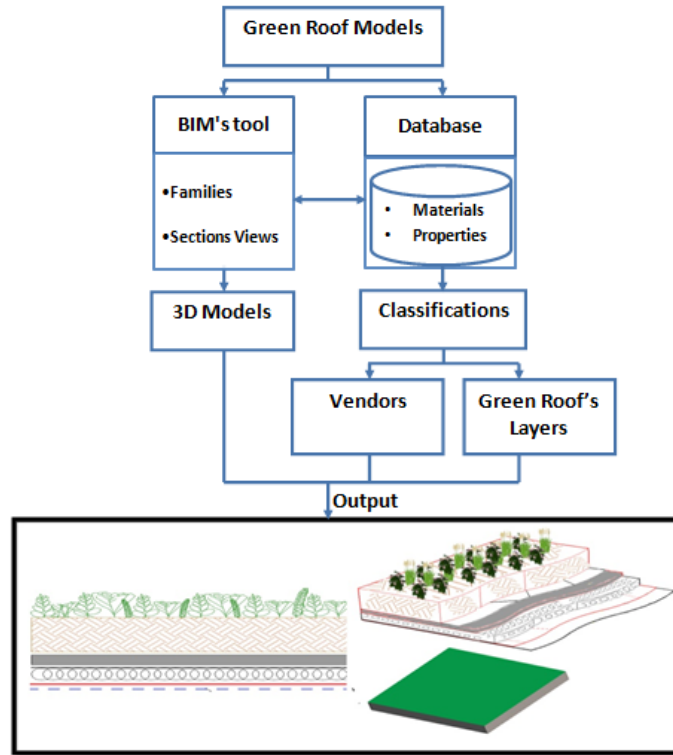 Green Roof Models
BIM's tool
•Families
•Sections Views
Database
• Materials
• Properties
3D Models
Classifications
Vendors
Green Roof’s
Layers
Output